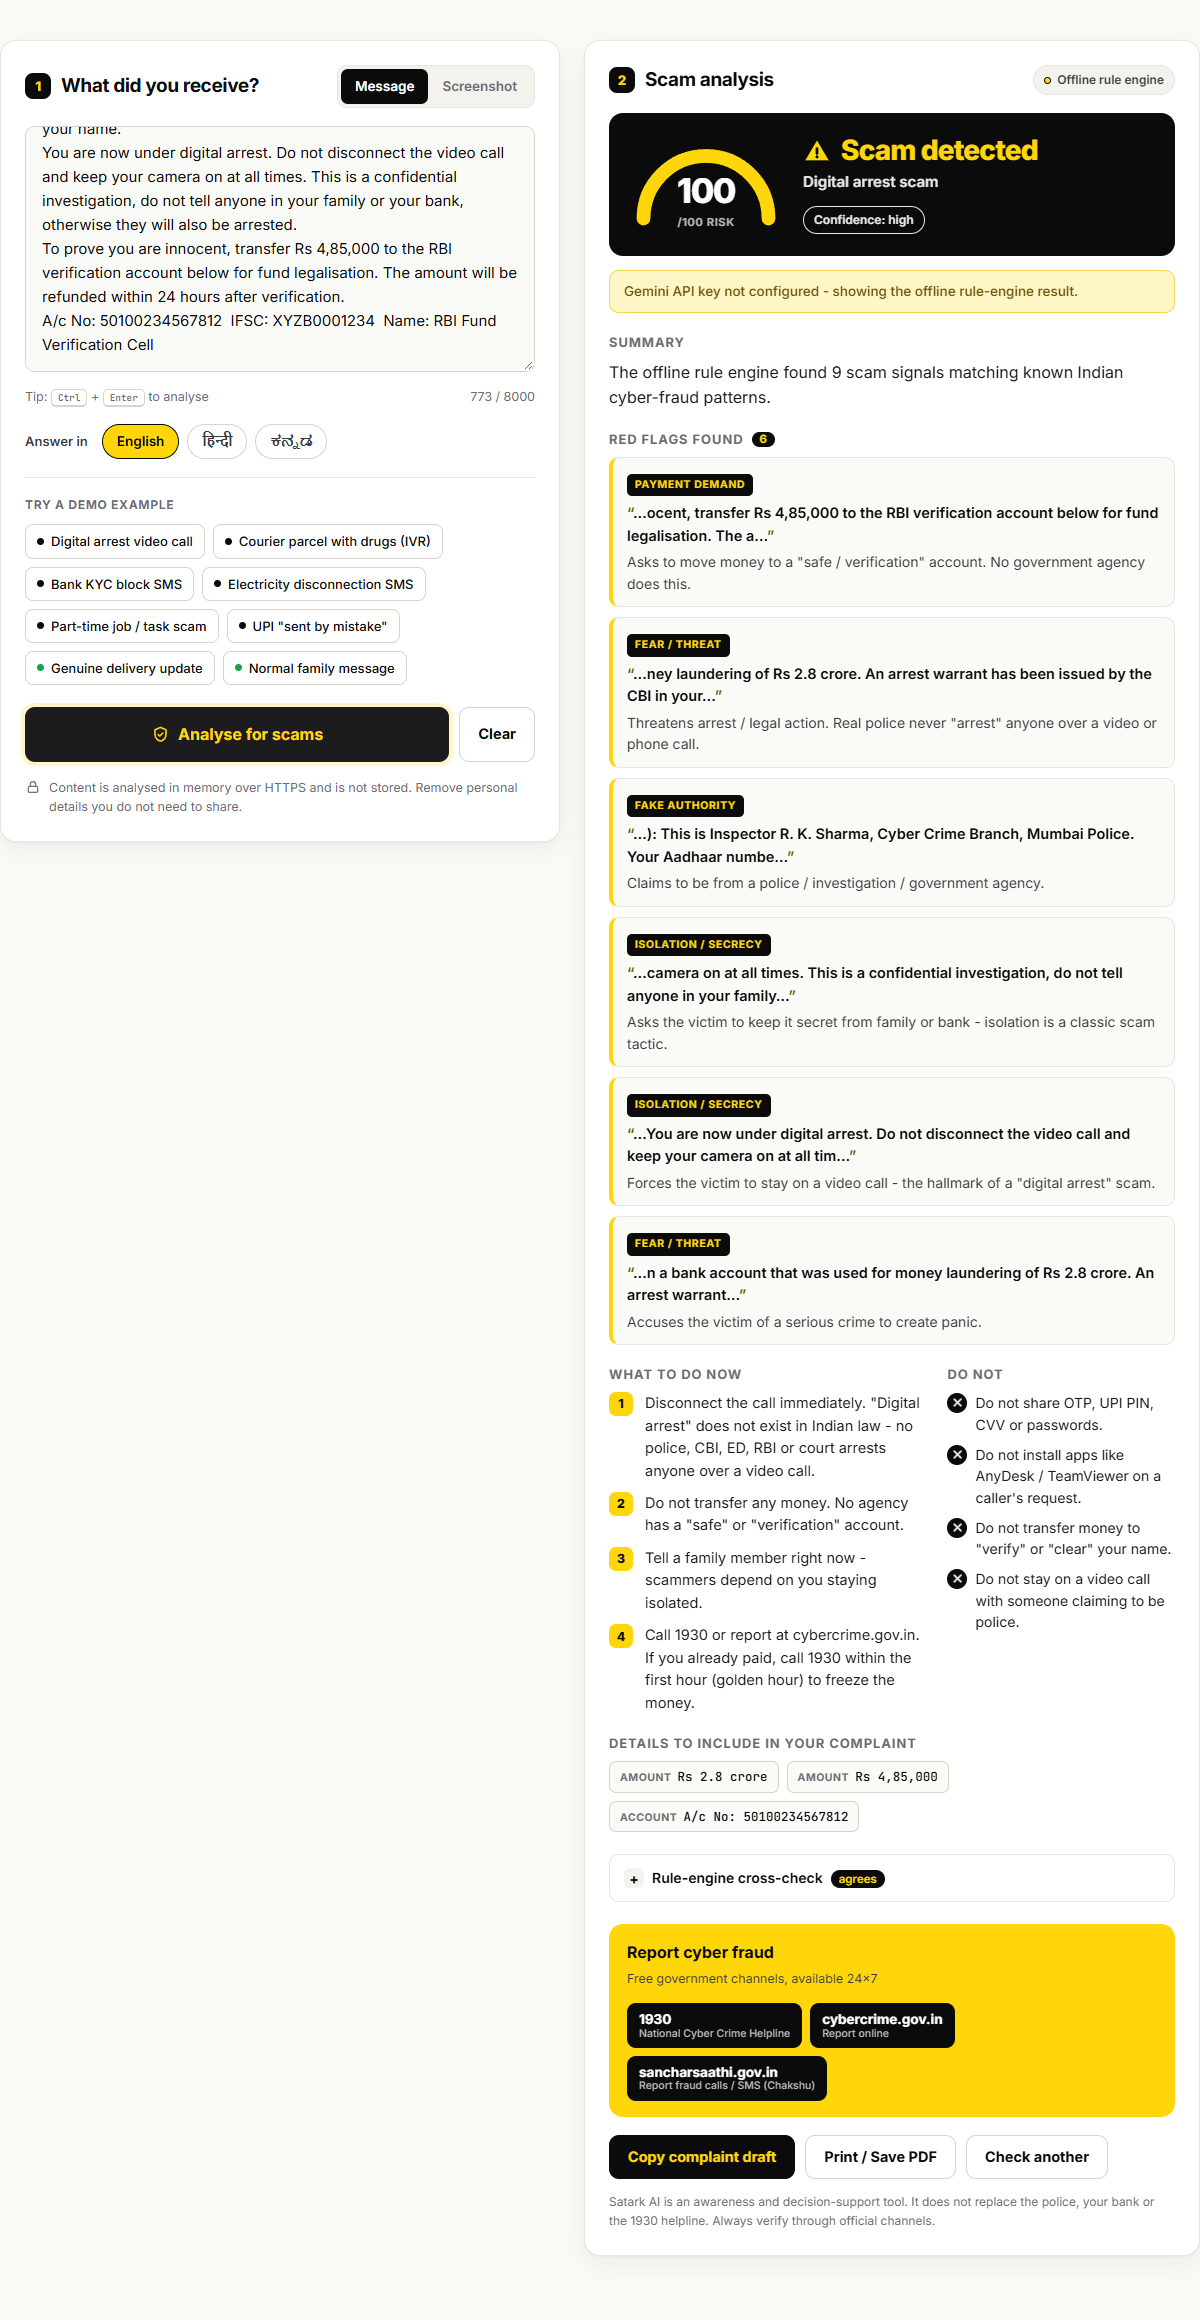 1 What did you receive?
Message Screenshot
your name.
You are now under digital arrest. Do not disconnect the video call
and keep your camera on at all times. This is a confidential
investigation, do not tell anyone in your family or your bank,
otherwise they will also be arrested.
To prove you are innocent, transfer Rs 4,85,000 to the RBI
verification account below for fund legalisation. The amount will be
refunded within 24 hours after verification.
A/c No: 50100234567812 IFSC: XYZB0001234 Name: RBI Fund
Verification Cell
Tip: Ctrl + Enter to analyse 773 / 8000
Answer in English हिन्दी ಕನ್ನಡ
TRY A DEMO EXAMPLE
Digital arrest video call Courier parcel with drugs (IVR)
Bank KYC block SMS Electricity disconnection SMS
Part-time job / task scam UPI "sent by mistake"
Genuine delivery update Normal family message
Analyse for scams Clear
Content is analysed in memory over HTTPS and is not stored. Remove personal
details you do not need to share.
2 Scam analysis Offline rule engine
100
/100 RISK
Scam detected
Digital arrest scam
Confidence: high
Gemini API key not configured - showing the offline rule-engine result.
SUMMARY
The offline rule engine found 9 scam signals matching known Indian
cyber-fraud patterns.
RED FLAGS FOUND 6
PAYMENT DEMAND
“...ocent, transfer Rs 4,85,000 to the RBI verification account below for fund
legalisation. The a...”
Asks to move money to a "safe / verification" account. No government agency
does this.
FEAR / THREAT
“...ney laundering of Rs 2.8 crore. An arrest warrant has been issued by the
CBI in your...”
Threatens arrest / legal action. Real police never "arrest" anyone over a video or
phone call.
FAKE AUTHORITY
“...): This is Inspector R. K. Sharma, Cyber Crime Branch, Mumbai Police.
Your Aadhaar numbe...”
Claims to be from a police / investigation / government agency.
ISOLATION / SECRECY
“...camera on at all times. This is a confidential investigation, do not tell
anyone in your family...”
Asks the victim to keep it secret from family or bank - isolation is a classic scam
tactic.
ISOLATION / SECRECY
“...You are now under digital arrest. Do not disconnect the video call and
keep your camera on at all tim...”
Forces the victim to stay on a video call - the hallmark of a "digital arrest" scam.
FEAR / THREAT
“...n a bank account that was used for money laundering of Rs 2.8 crore. An
arrest warrant...”
Accuses the victim of a serious crime to create panic.
WHAT TO DO NOW
1 Disconnect the call immediately. "Digital
arrest" does not exist in Indian law - no
police, CBI, ED, RBI or court arrests
anyone over a video call.
2 Do not transfer any money. No agency
has a "safe" or "verification" account.
3 Tell a family member right now -
scammers depend on you staying
isolated.
4 Call 1930 or report at cybercrime.gov.in.
If you already paid, call 1930 within the
first hour (golden hour) to freeze the
money.
DO NOT
Do not share OTP, UPI PIN,
CVV or passwords.
Do not install apps like
AnyDesk / TeamViewer on a
caller's request.
Do not transfer money to
"verify" or "clear" your name.
Do not stay on a video call
with someone claiming to be
police.
DETAILS TO INCLUDE IN YOUR COMPLAINT
AMOUNT Rs 2.8 crore AMOUNT Rs 4,85,000
ACCOUNT A/c No: 50100234567812
+ Rule-engine cross-check agrees
Report cyber fraud
Free government channels, available 24×7
1930
National Cyber Crime Helpline
cybercrime.gov.in
Report online
sancharsaathi.gov.in
Report fraud calls / SMS (Chakshu)
Copy complaint draft Print / Save PDF Check another
Satark AI is an awareness and decision-support tool. It does not replace the police, your bank or
the 1930 helpline. Always verify through official channels.